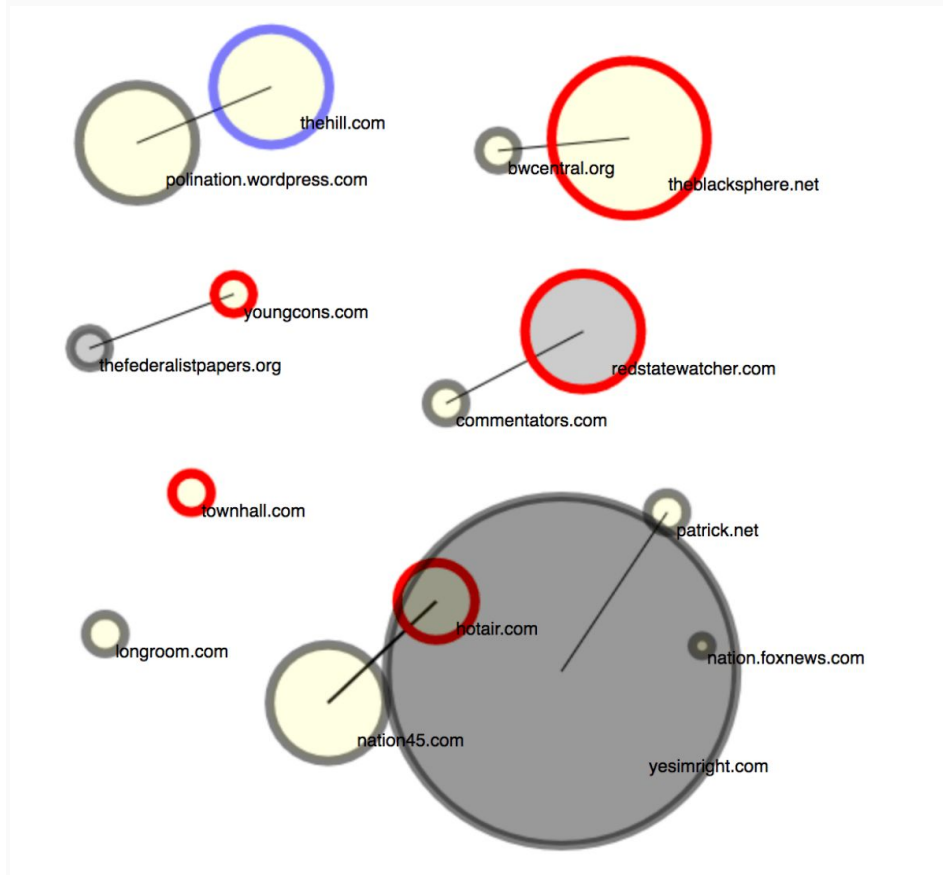 thehill.com
polination.wordpress.com
bwcentral.org
theblacksphere.net
youngcons.com
thefederalistpapers.org
redstatewatcher.com
commentators.com
townhall.com
patrick.net
hotair.com
longroom.com
nation.foxnews.com
nation45.com
yesimright.com